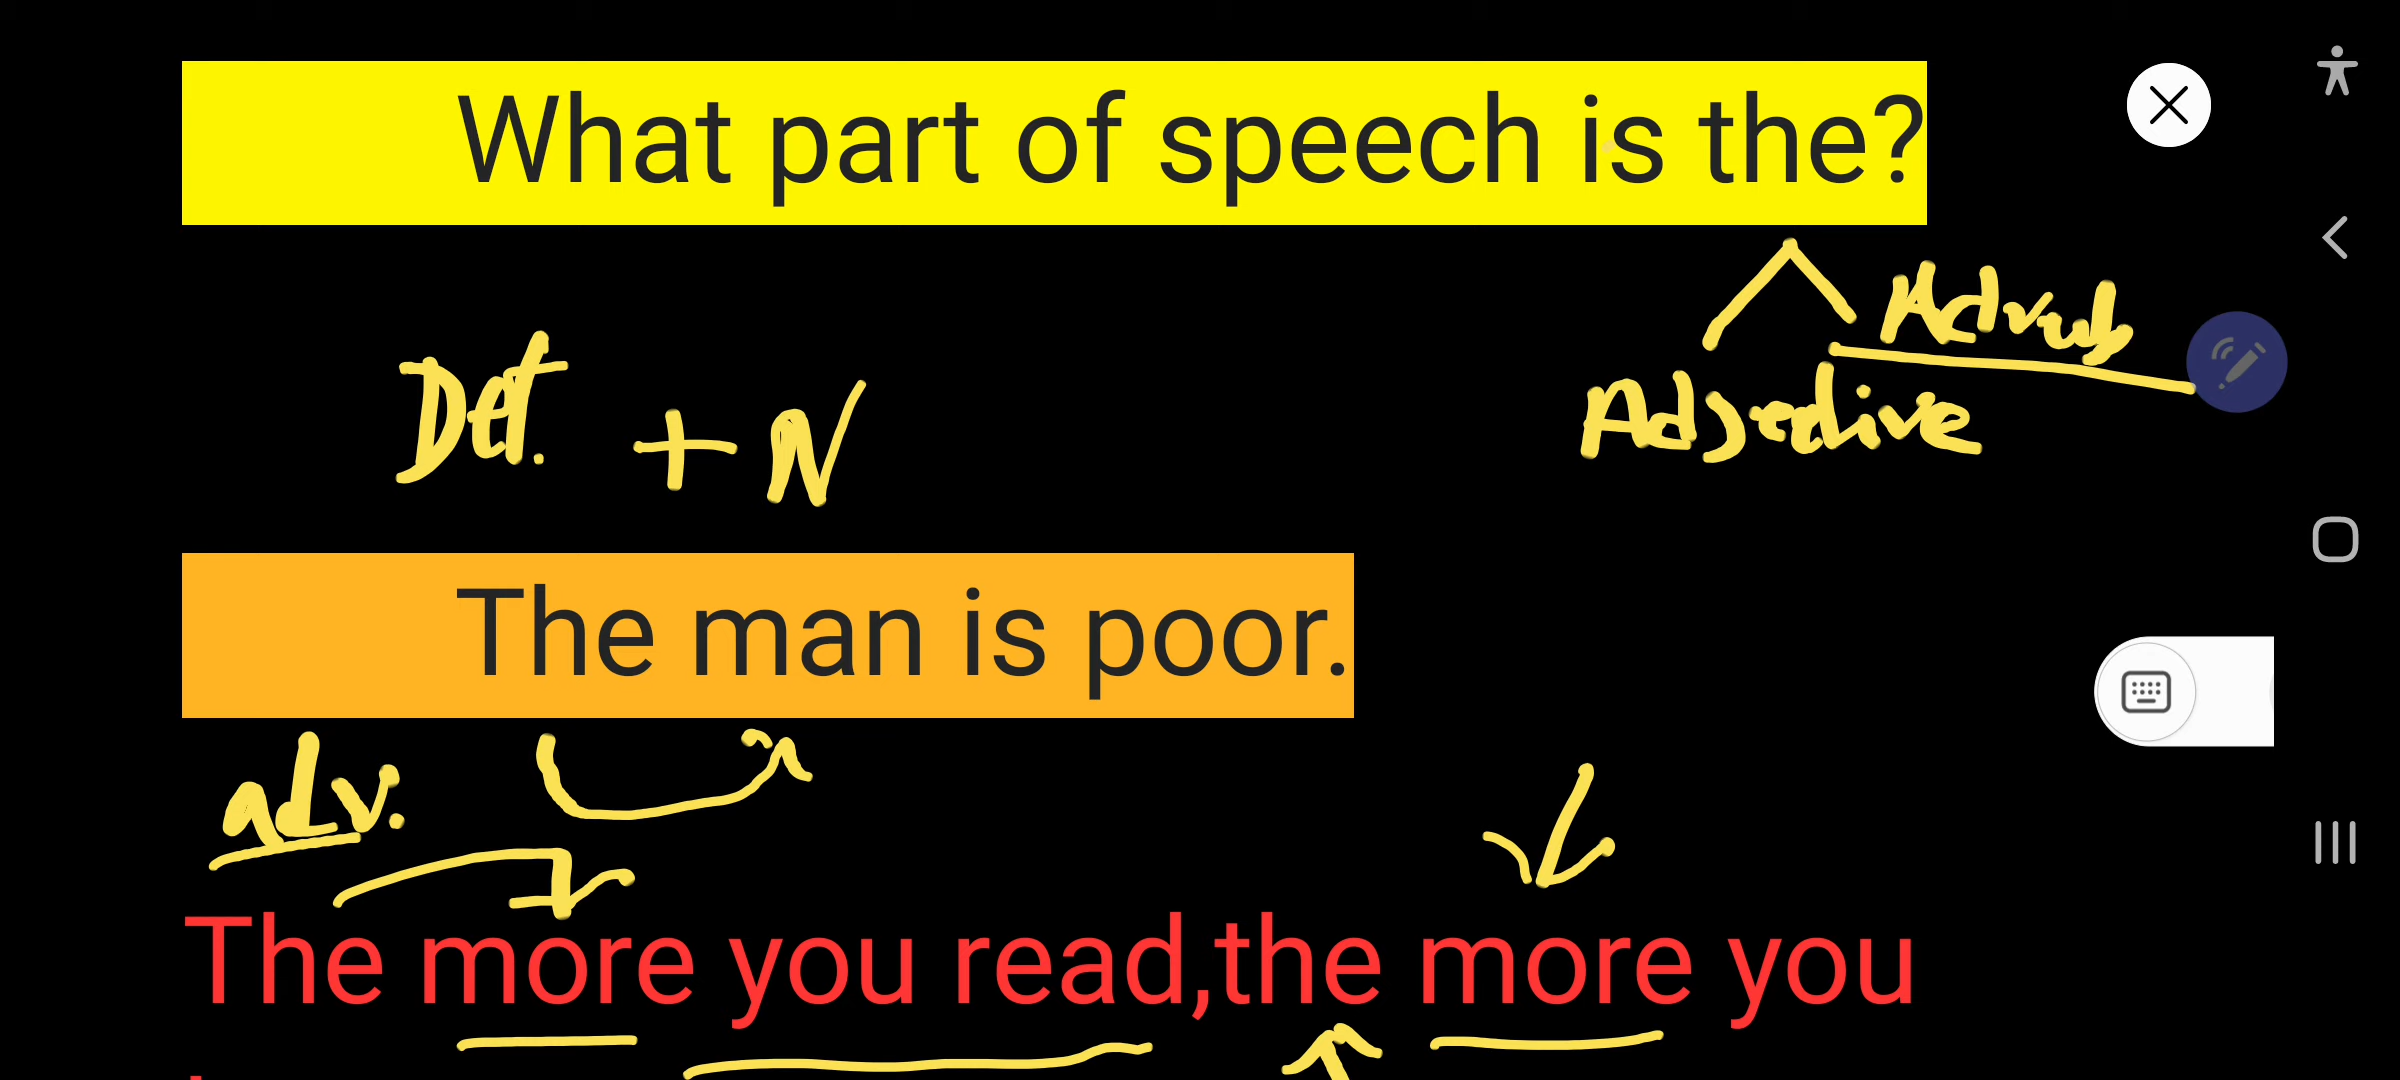 What part of speech is the?
Adverb
Adjective
Det. + N
The man is poor.
adv.
The more you read,the more you